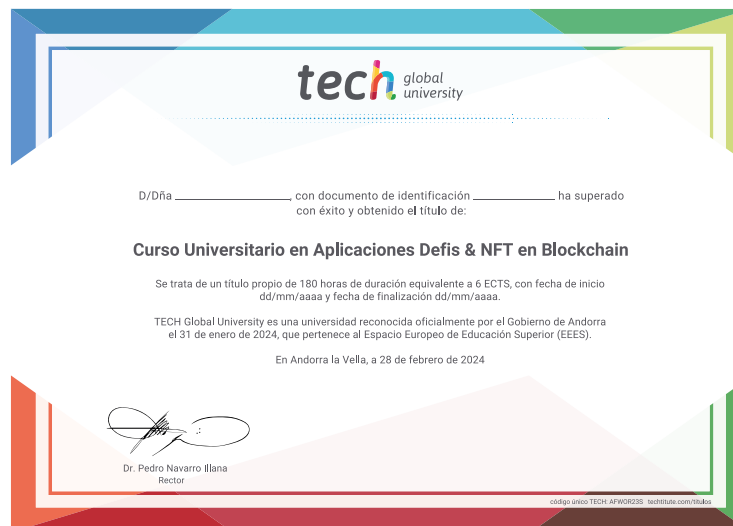 tech global university
D/Dña ____________________, con documento de identificación ______________ ha superado
con éxito y obtenido el título de:
Curso Universitario en Aplicaciones Defis & NFT en Blockchain
Se trata de un título propio de 180 horas de duración equivalente a 6 ECTS, con fecha de inicio
dd/mm/aaaa y fecha de finalización dd/mm/aaaa.
TECH Global University es una universidad reconocida oficialmente por el Gobierno de Andorra
el 31 de enero de 2024, que pertenece al Espacio Europeo de Educación Superior (EEES).
En Andorra la Vella, a 28 de febrero de 2024
Dr. Pedro Navarro Illana
Rector
código único TECH: AFWOR23S techtitute.com/titulos